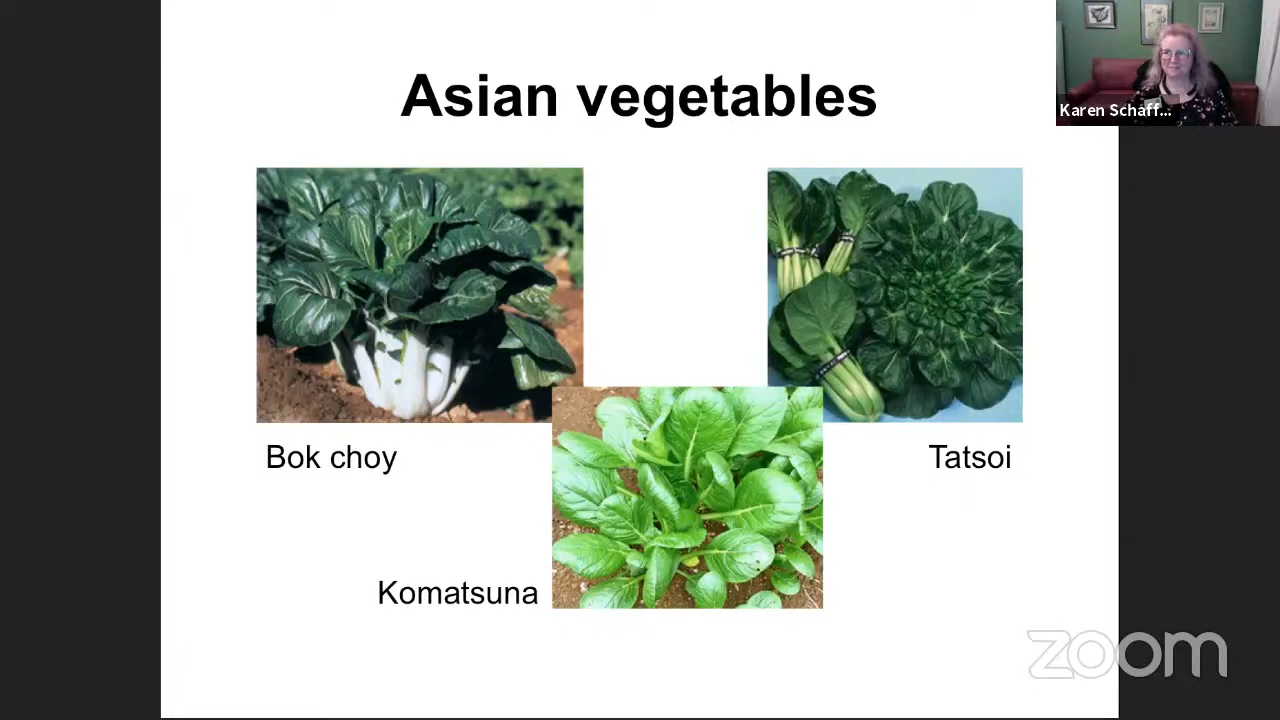 Asian vegetables
Karen Schaff...
Bok choy
Tatsoi
Komatsuna
zoom